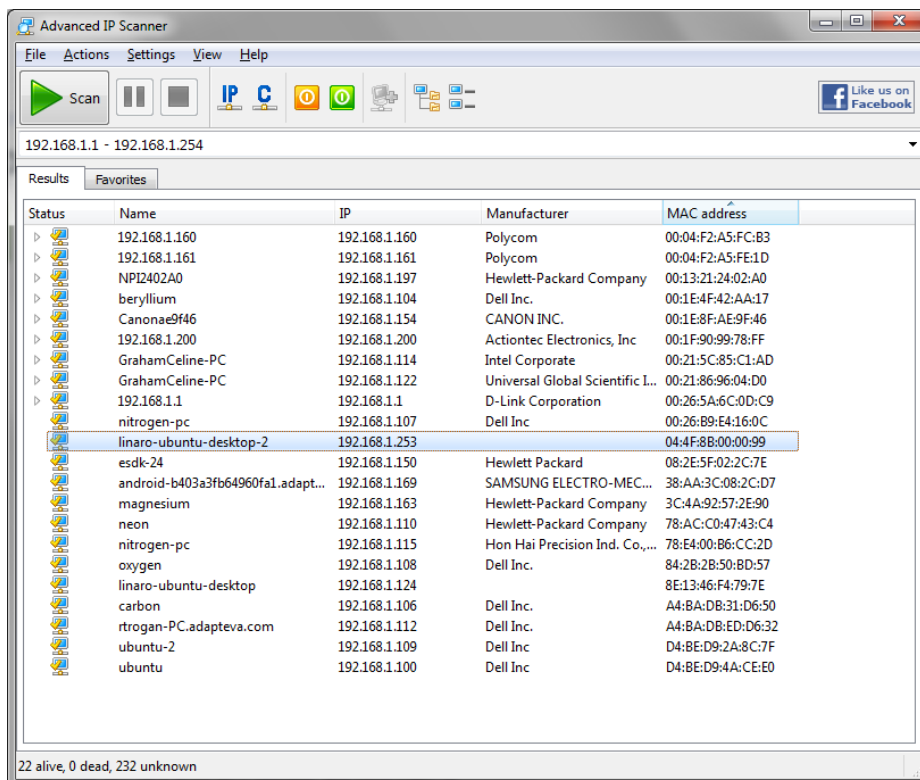 Advanced IP Scanner
File Actions Settings View Help
Scan IP C Like us on Facebook
192.168.1.1 - 192.168.1.254
Results Favorites
Status Name IP Manufacturer MAC address
192.168.1.160 192.168.1.160 Polycom 00:04:F2:A5:FC:B3
192.168.1.161 192.168.1.161 Polycom 00:04:F2:A5:FE:1D
NPI2402A0 192.168.1.197 Hewlett-Packard Company 00:13:21:24:02:A0
beryllium 192.168.1.104 Dell Inc. 00:1E:4F:42:AA:17
Canonae9f46 192.168.1.154 CANON INC. 00:1E:8F:AE:9F:46
192.168.1.200 192.168.1.200 Actiontec Electronics, Inc 00:1F:90:99:78:FF
GrahamCeline-PC 192.168.1.114 Intel Corporate 00:21:5C:85:C1:AD
GrahamCeline-PC 192.168.1.122 Universal Global Scientific I... 00:21:86:96:04:D0
192.168.1.1 192.168.1.1 D-Link Corporation 00:26:5A:6C:0D:C9
nitrogen-pc 192.168.1.107 Dell Inc 00:26:B9:E4:16:0C
linaro-ubuntu-desktop-2 192.168.1.253 04:4F:8B:00:00:99
esdk-24 192.168.1.150 Hewlett Packard 08:2E:5F:02:2C:7E
android-b403a3fb64960fa1.adapt... 192.168.1.169 SAMSUNG ELECTRO-MEC... 38:AA:3C:08:2C:D7
magnesium 192.168.1.163 Hewlett-Packard Company 3C:4A:92:57:2E:90
neon 192.168.1.110 Hewlett-Packard Company 78:AC:C0:47:43:C4
nitrogen-pc 192.168.1.115 Hon Hai Precision Ind. Co.,... 78:E4:00:B6:CC:2D
oxygen 192.168.1.108 Dell Inc. 84:2B:2B:50:BD:57
linaro-ubuntu-desktop 192.168.1.124 8E:13:46:F4:79:7E
carbon 192.168.1.106 Dell Inc. A4:BA:DB:31:D6:50
rtrogan-PC.adapteva.com 192.168.1.112 Dell Inc. A4:BA:DB:ED:D6:32
ubuntu-2 192.168.1.109 Dell Inc D4:BE:D9:2A:8C:7F
ubuntu 192.168.1.100 Dell Inc D4:BE:D9:4A:CE:E0
22 alive, 0 dead, 232 unknown